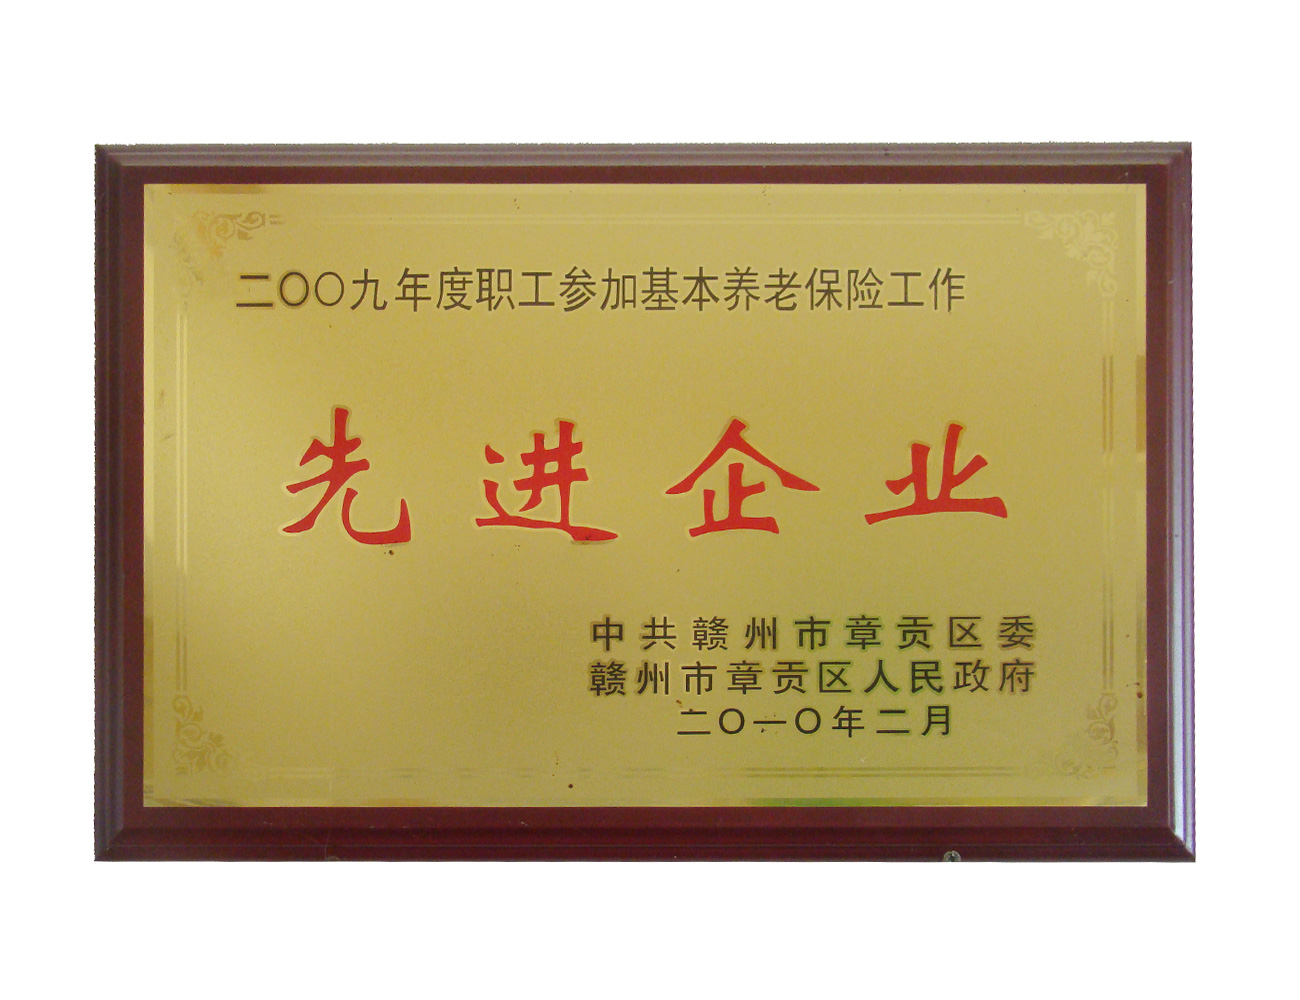 二〇〇九年度职工参加基本养老保险工作
先进企业
中共赣州市章贡区委
赣州市章贡区人民政府
二〇一〇年二月